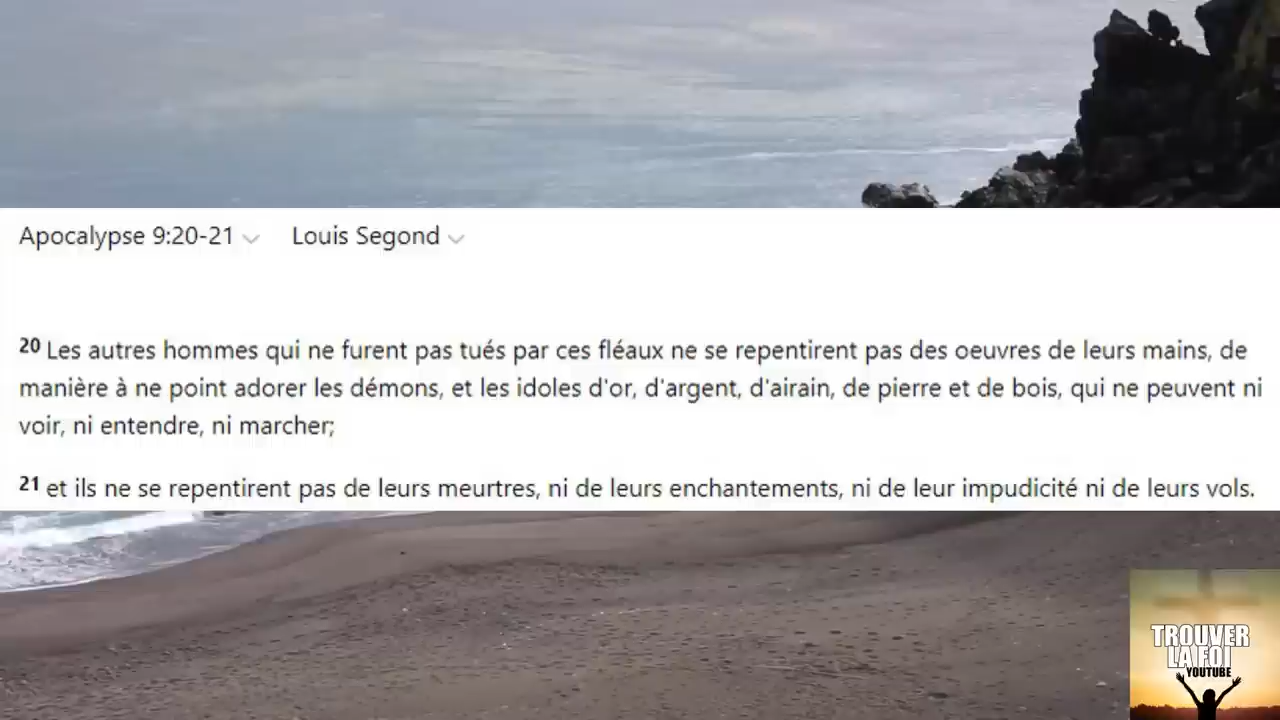 Apocalypse 9:20-21 Louis Segond
20 Les autres hommes qui ne furent pas tués par ces fléaux ne se repentirent pas des oeuvres de leurs mains, de
manière à ne point adorer les démons, et les idoles d'or, d'argent, d'airain, de pierre et de bois, qui ne peuvent ni
voir, ni entendre, ni marcher;
21 et ils ne se repentirent pas de leurs meurtres, ni de leurs enchantements, ni de leur impudicité ni de leurs vols.
TROUVER
LA FOI
YOUTUBE